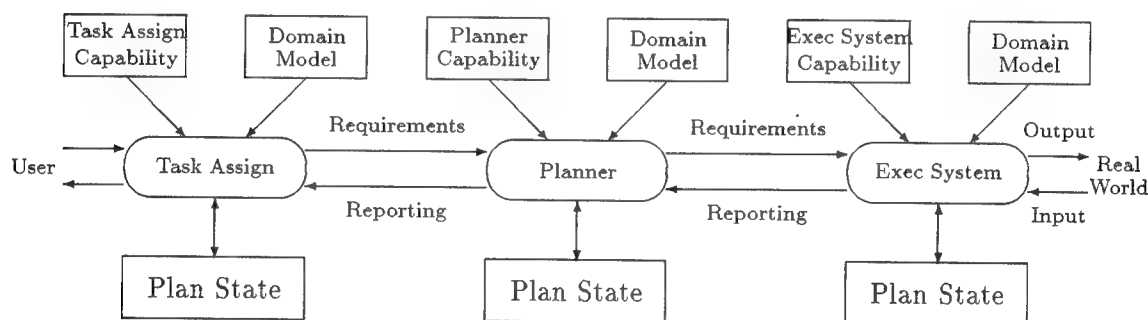 Task Assign
Capability
Domain
Model
Planner
Capability
Domain
Model
Exec System
Capability
Domain
Model
Requirements
Requirements
Output
User
Task Assign
Planner
Exec System
Real
World
Reporting
Reporting
Input
Plan State
Plan State
Plan State